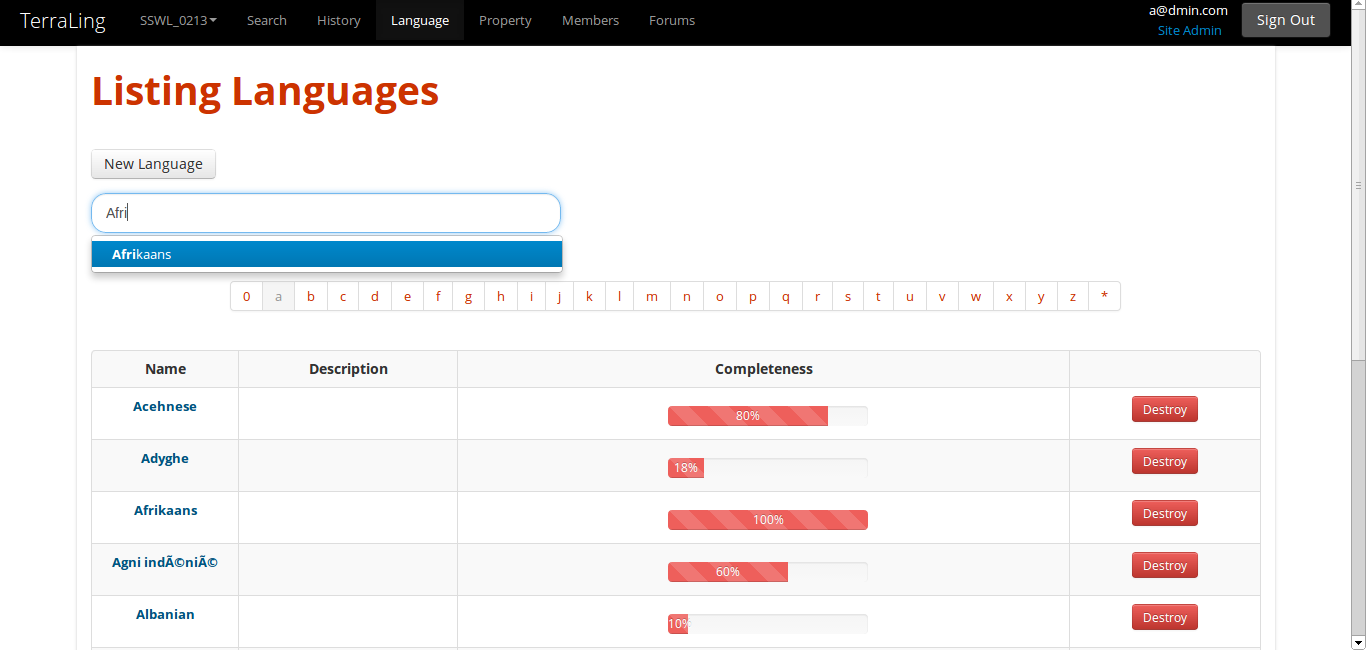 TerraLing SSWL_0213 Search History Language Property Members Forums a@dmin.com Sign Out
Site Admin
Listing Languages
New Language
Afri
Afrikaans
0 a b c d e f g h i j k l m n o p q r s t u v w x y z *
Name Description Completeness
Acehnese 80% Destroy
Adyghe 18% Destroy
Afrikaans 100% Destroy
Agni indÃ©niÃ© 60% Destroy
Albanian 10% Destroy